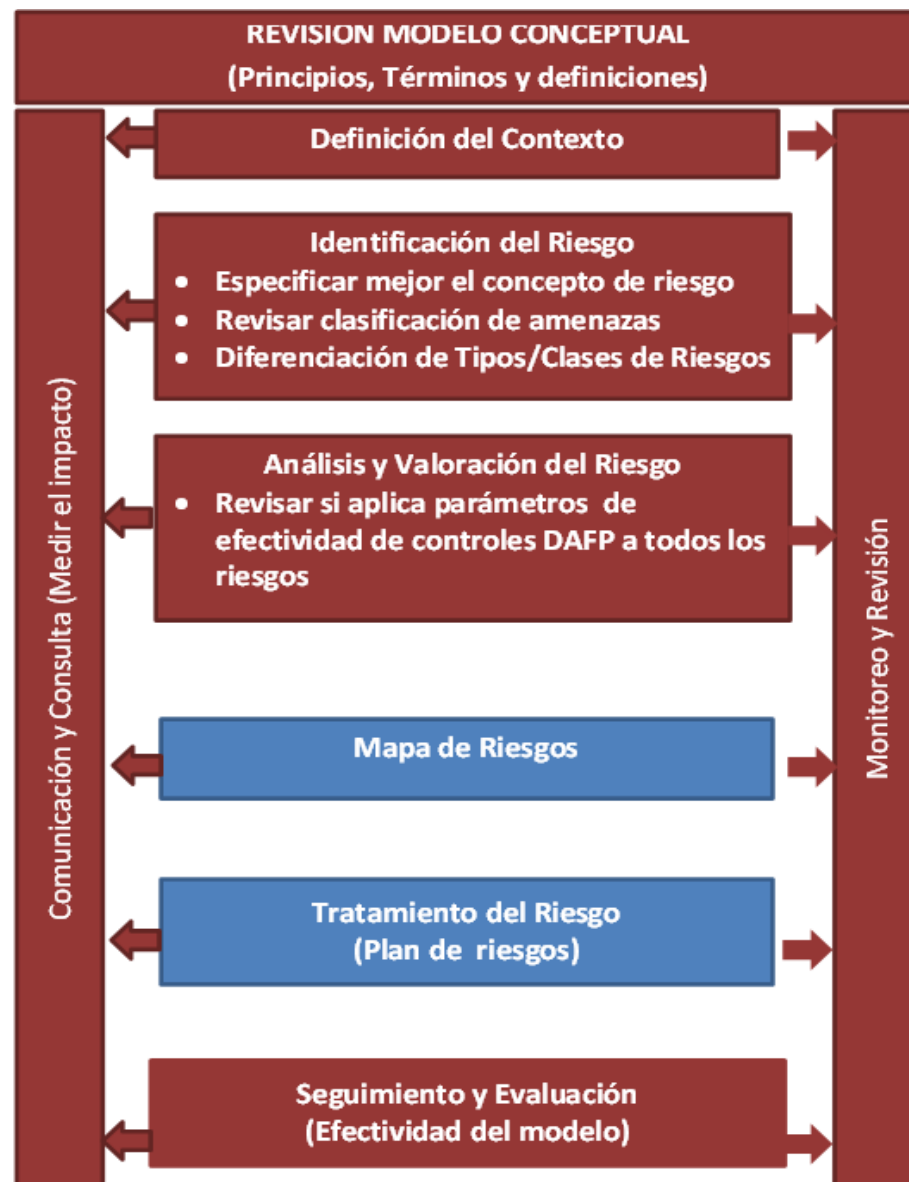 REVISION MODELO CONCEPTUAL
(Principios, Términos y definiciones)
Comunicación y Consulta (Medir el impacto)
Definición del Contexto
Identificación del Riesgo
• Especificar mejor el concepto de riesgo
• Revisar clasificación de amenazas
• Diferenciación de Tipos/Clases de Riesgos
Análisis y Valoración del Riesgo
• Revisar si aplica parámetros de
efectividad de controles DAFP a todos los
riesgos
Mapa de Riesgos
Tratamiento del Riesgo
(Plan de riesgos)
Seguimiento y Evaluación
(Efectividad del modelo)
Monitoreo y Revisión